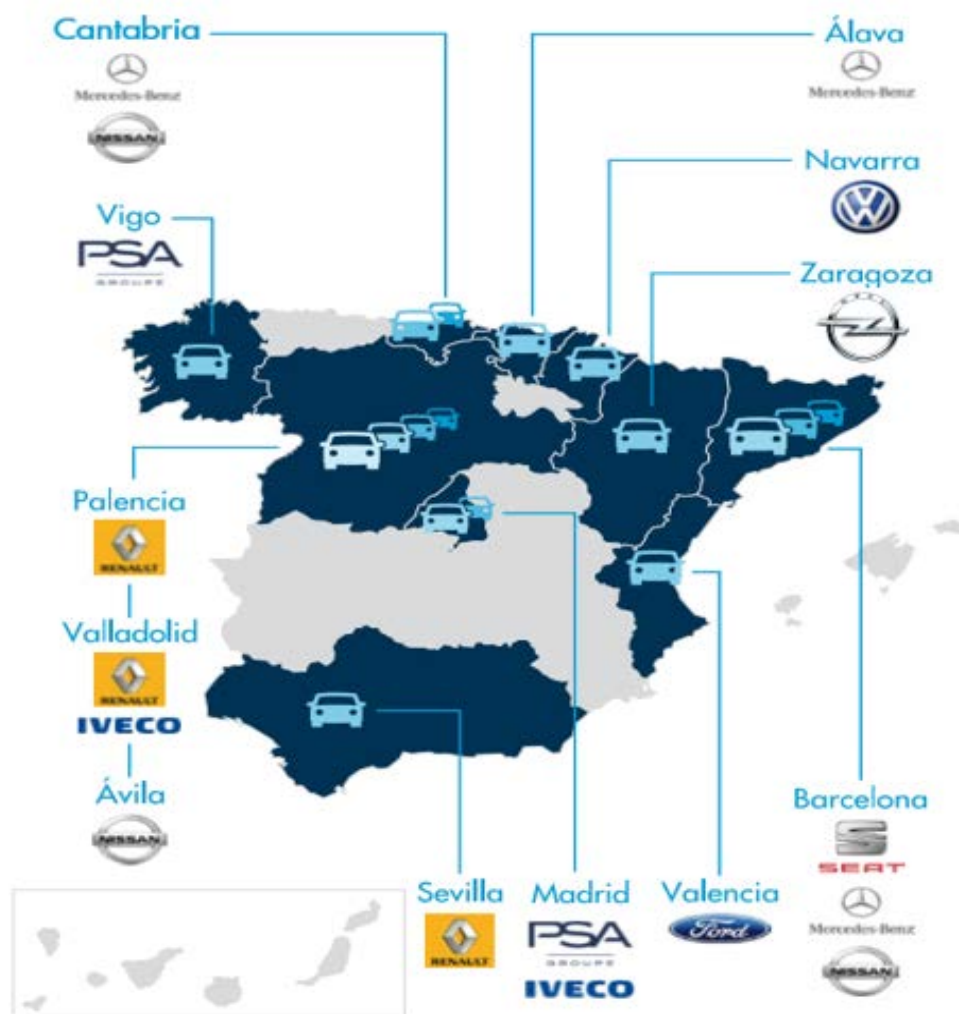 Cantabria
Mercedes-Benz
NISSAN
Álava
Mercedes-Benz
Navarra
Vigo
PSA
GROUPE
Zaragoza
OPEL
Palencia
RENAULT
Valladolid
RENAULT
IVECO
Ávila
NISSAN
Sevilla
RENAULT
Madrid
PSA
GROUPE
IVECO
Valencia
Ford
Barcelona
SEAT
Mercedes-Benz
NISSAN